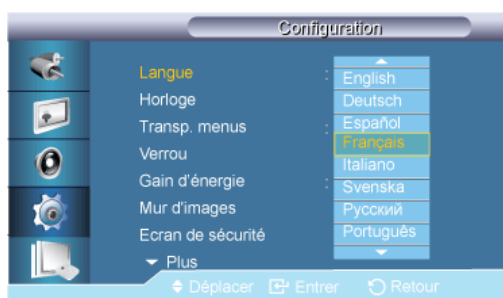 Configuration
Langue :
English
Horloge
Deutsch
Transp. menus :
Español
Français
Verrou
Italiano
Gain d'énergie :
Svenska
Mur d'images
Русский
Ecran de sécurité
Português
Plus
Déplacer Entrer Retour